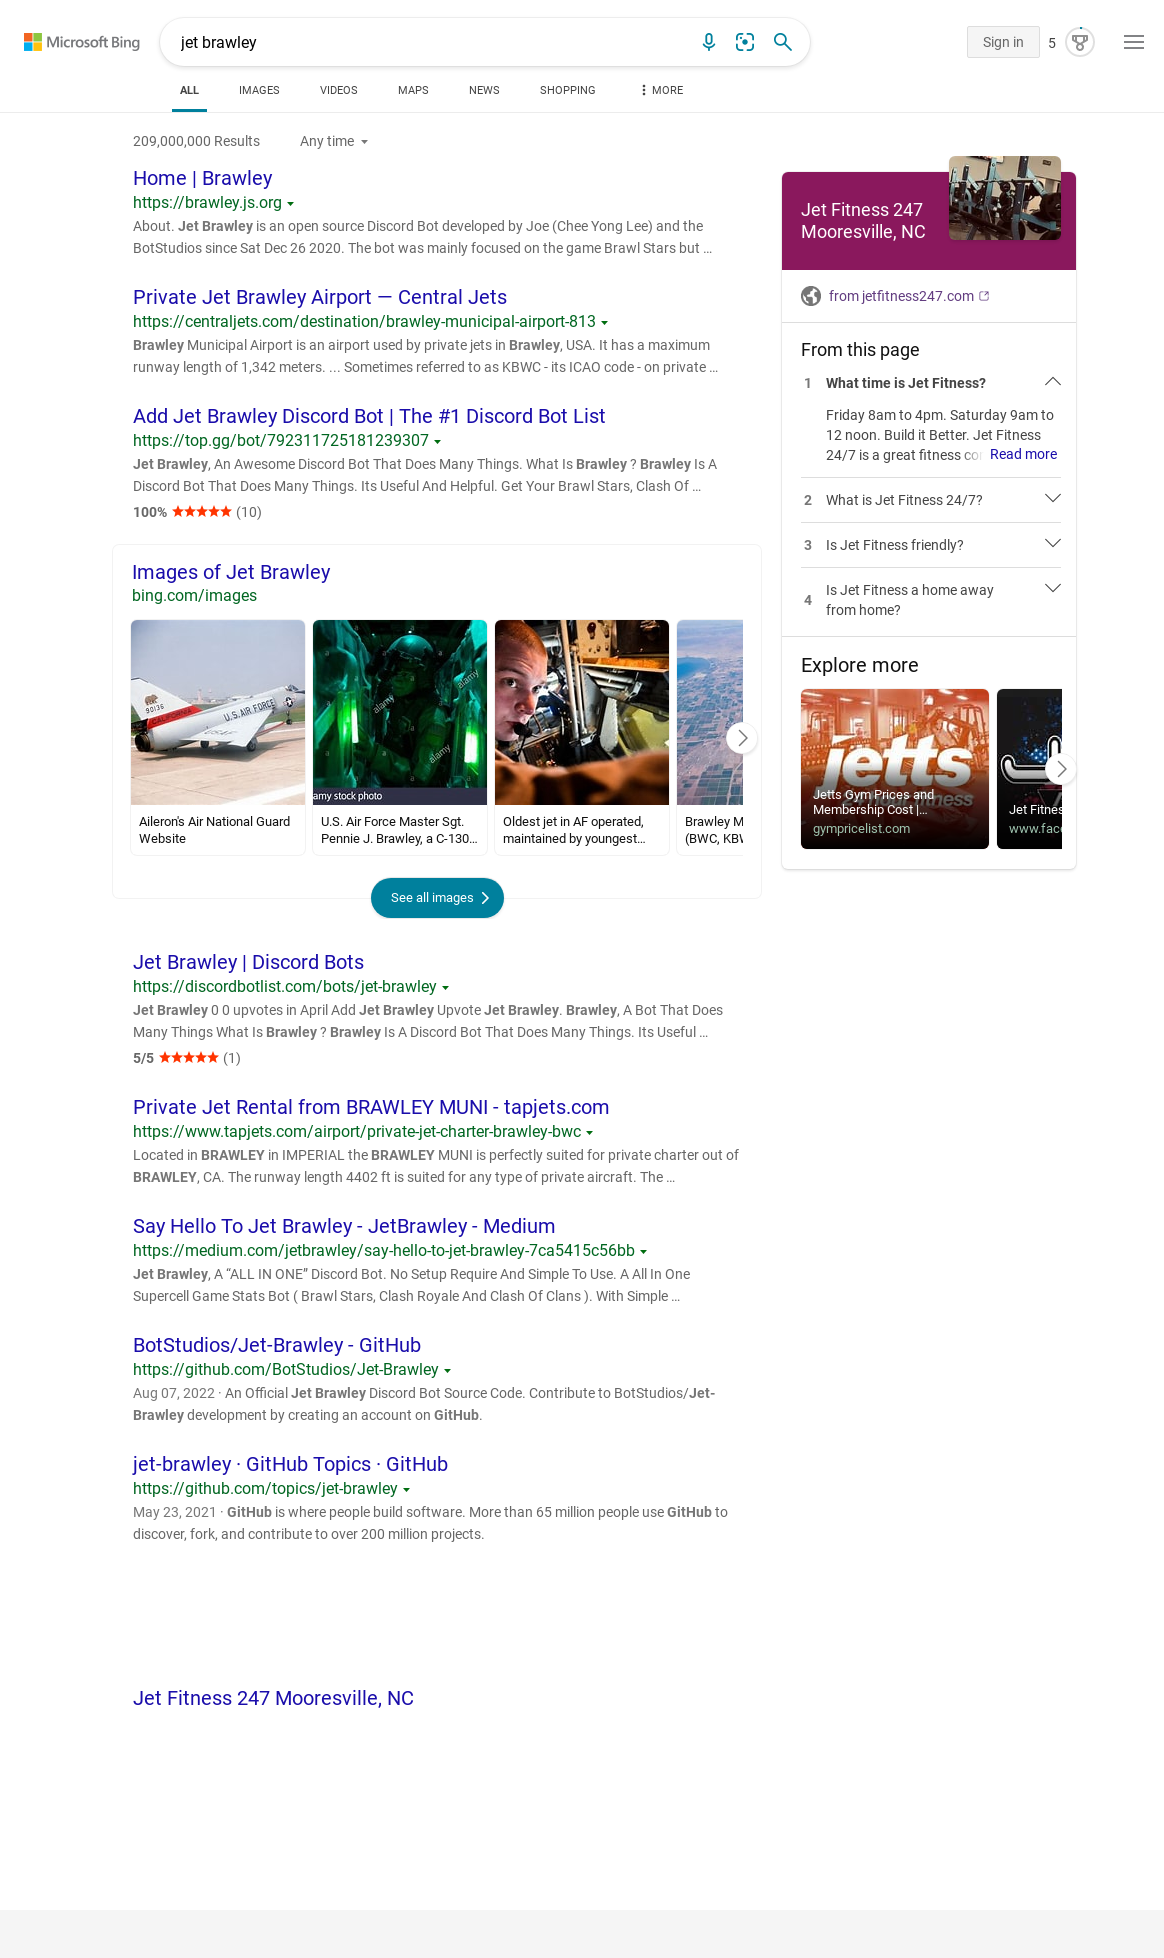 Microsoft Bing
jet brawley
Sign in
5
ALL
IMAGES
VIDEOS
MAPS
NEWS
SHOPPING
MORE
209,000,000 Results
Any time
Home | Brawley
https://brawley.js.org
About. Jet Brawley is an open source Discord Bot developed by Joe (Chee Yong Lee) and the
BotStudios since Sat Dec 26 2020. The bot was mainly focused on the game Brawl Stars but …
Private Jet Brawley Airport — Central Jets
https://centraljets.com/destination/brawley-municipal-airport-813
Brawley Municipal Airport is an airport used by private jets in Brawley, USA. It has a maximum
runway length of 1,342 meters. ... Sometimes referred to as KBWC - its ICAO code - on private …
Add Jet Brawley Discord Bot | The #1 Discord Bot List
https://top.gg/bot/792311725181239307
Jet Brawley, An Awesome Discord Bot That Does Many Things. What Is Brawley ? Brawley Is A
Discord Bot That Does Many Things. Its Useful And Helpful. Get Your Brawl Stars, Clash Of …
100% ★★★★★ (10)
Images of Jet Brawley
bing.com/images
90136
CALIFORNIA
U.S. AIR FORCE
alamy
alamy
alamy
amy stock photo
Aileron's Air National Guard
Website
U.S. Air Force Master Sgt.
Pennie J. Brawley, a C-130…
Oldest jet in AF operated,
maintained by youngest…
Brawley M
(BWC, KBW
See all images
Jet Brawley | Discord Bots
https://discordbotlist.com/bots/jet-brawley
Jet Brawley 0 0 upvotes in April Add Jet Brawley Upvote Jet Brawley. Brawley, A Bot That Does
Many Things What Is Brawley ? Brawley Is A Discord Bot That Does Many Things. Its Useful …
5/5 ★★★★★ (1)
Private Jet Rental from BRAWLEY MUNI - tapjets.com
https://www.tapjets.com/airport/private-jet-charter-brawley-bwc
Located in BRAWLEY in IMPERIAL the BRAWLEY MUNI is perfectly suited for private charter out of
BRAWLEY, CA. The runway length 4402 ft is suited for any type of private aircraft. The …
Say Hello To Jet Brawley - JetBrawley - Medium
https://medium.com/jetbrawley/say-hello-to-jet-brawley-7ca5415c56bb
Jet Brawley, A “ALL IN ONE” Discord Bot. No Setup Require And Simple To Use. A All In One
Supercell Game Stats Bot ( Brawl Stars, Clash Royale And Clash Of Clans ). With Simple …
BotStudios/Jet-Brawley - GitHub
https://github.com/BotStudios/Jet-Brawley
Aug 07, 2022 · An Official Jet Brawley Discord Bot Source Code. Contribute to BotStudios/Jet-
Brawley development by creating an account on GitHub.
jet-brawley · GitHub Topics · GitHub
https://github.com/topics/jet-brawley
May 23, 2021 · GitHub is where people build software. More than 65 million people use GitHub to
discover, fork, and contribute to over 200 million projects.
Jet Fitness 247 Mooresville, NC
Jet Fitness 247
Mooresville, NC
from jetfitness247.com
From this page
1 What time is Jet Fitness?
Friday 8am to 4pm. Saturday 9am to
12 noon. Build it Better. Jet Fitness
24/7 is a great fitness co Read more
2 What is Jet Fitness 24/7?
3 Is Jet Fitness friendly?
4 Is Jet Fitness a home away
from home?
Explore more
jetts
Jetts Gym Prices and
Membership Cost |…
gympricelist.com
Jet Fitnes
www.face